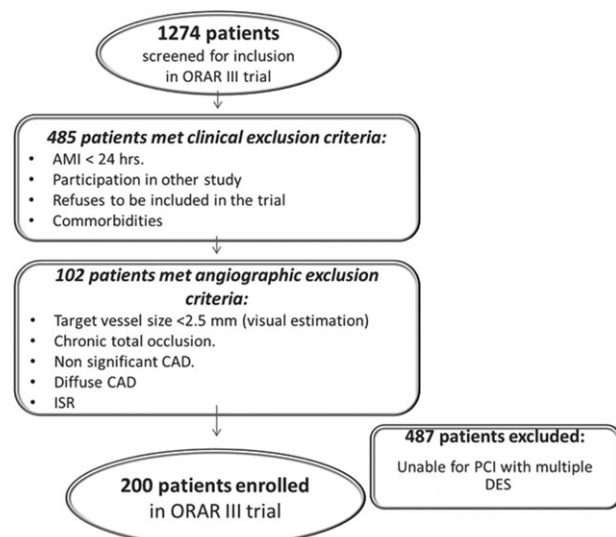 1274 patients
screened for inclusion
in ORAR III trial
485 patients met clinical exclusion criteria:
• AMI < 24 hrs.
• Participation in other study
• Refuses to be included in the trial
• Commorbidities
102 patients met angiographic exclusion
criteria:
• Target vessel size <2.5 mm (visual estimation)
• Chronic total occlusion.
• Non significant CAD.
• Diffuse CAD
• ISR
487 patients excluded:
Unable for PCI with multiple
DES
200 patients enrolled
in ORAR III trial